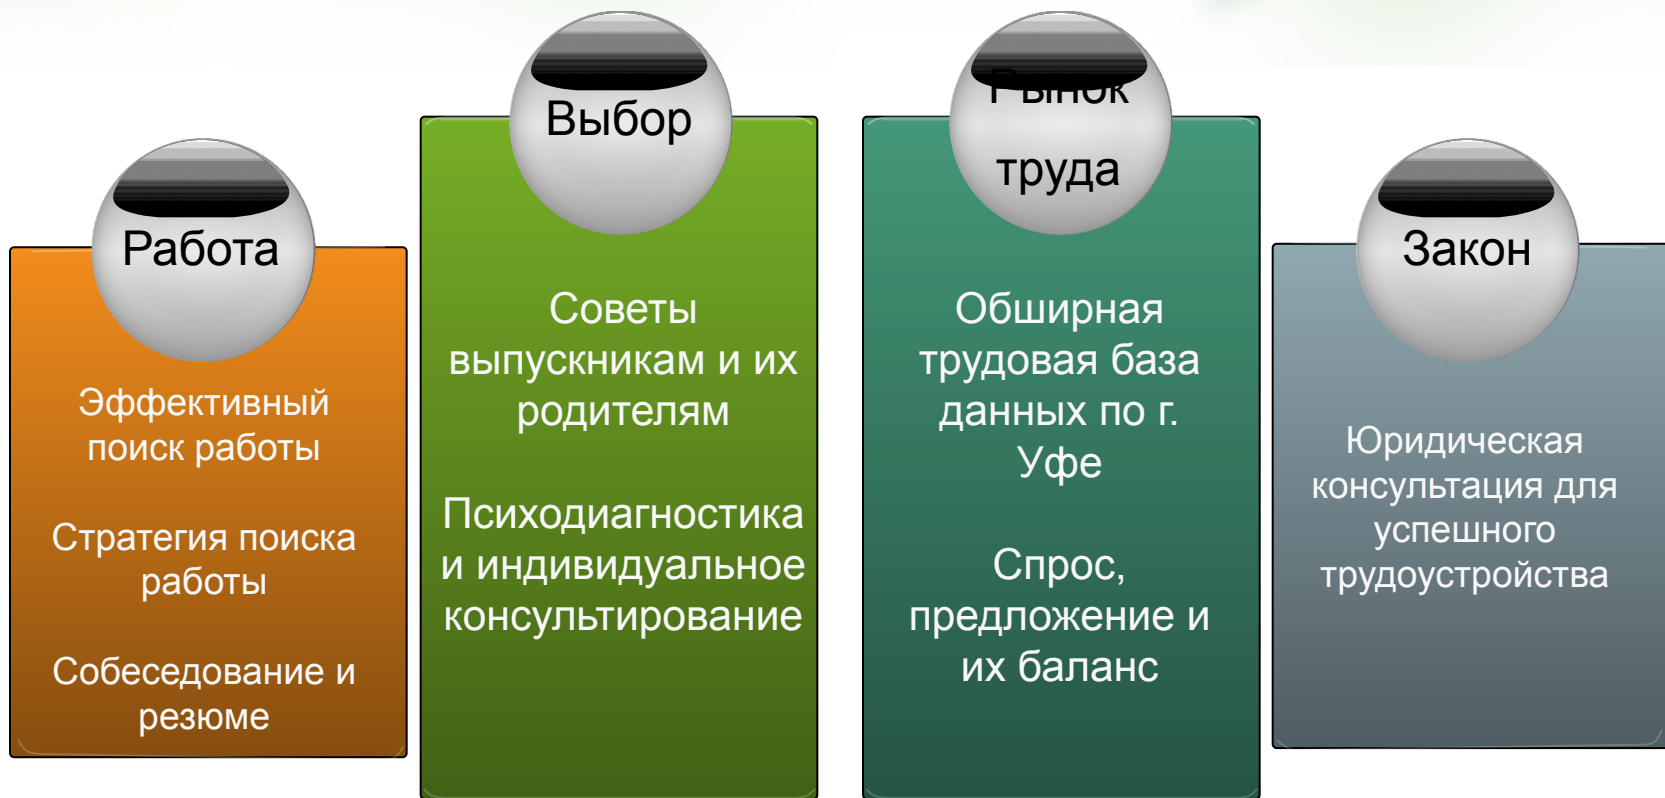 Работа
Эффективный
поиск работы
Стратегия поиска
работы
Собеседование и
резюме
Выбор
Советы
выпускникам и их
родителям
Психодиагностика
и индивидуальное
консультирование
Рынок
труда
Обширная
трудовая база
данных по г.
Уфе
Спрос,
предложение и
их баланс
Закон
Юридическая
консультация для
успешного
трудоустройства